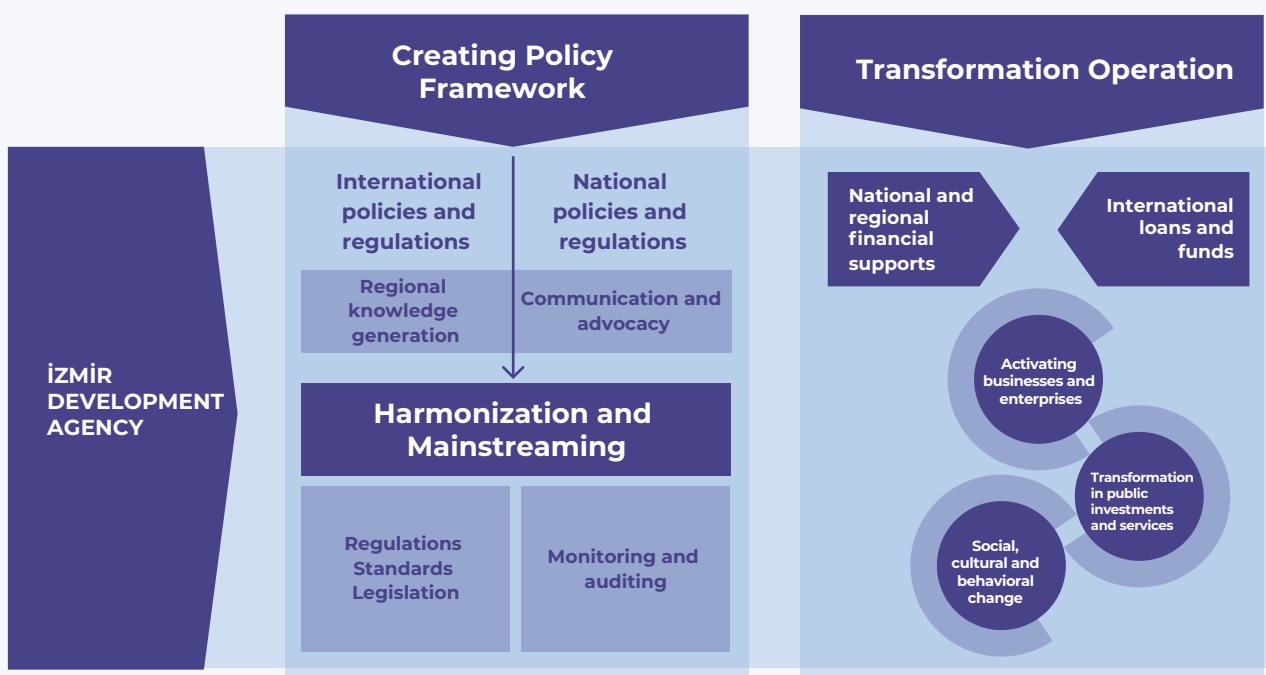 Creating Policy
Framework
Transformation Operation
İZMİR
DEVELOPMENT
AGENCY
International
policies and
regulations
National
policies and
regulations
Regional
knowledge
generation
Communication and
advocacy
Harmonization and
Mainstreaming
Regulations
Standards
Legislation
Monitoring and
auditing
National and
regional
financial
supports
International
loans and
funds
Activating
businesses and
enterprises
Transformation
in public
investments
and services
Social,
cultural and
behavioral
change